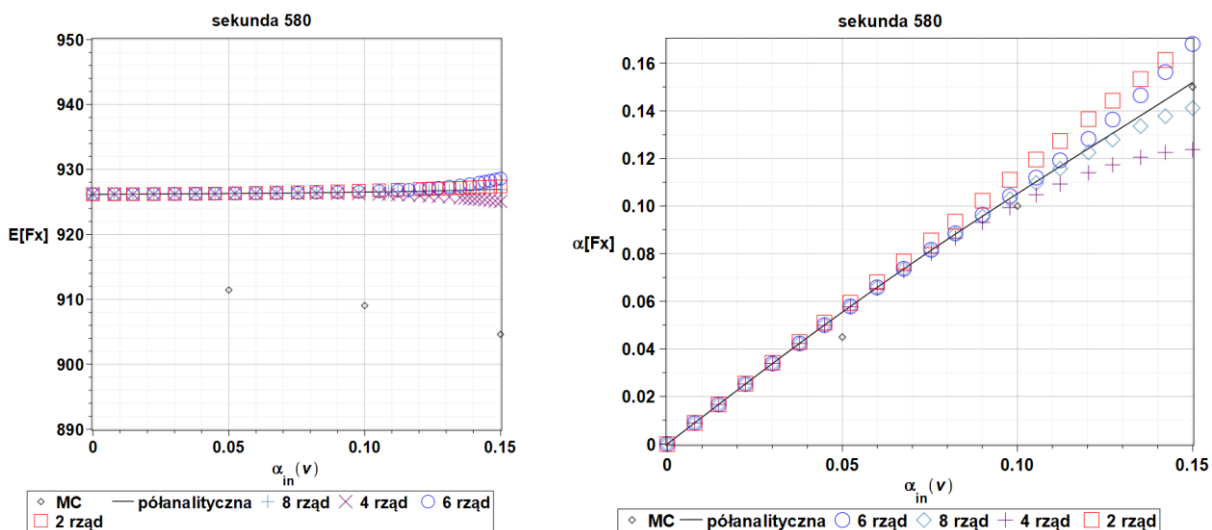 sekunda 580
950
940
930
920
E[Fx]
910
900
890
0
0.05
0.10
0.15
α_in(v)
MC
półanalityczna
8 rząd
4 rząd
6 rząd
2 rząd
sekunda 580
0.16
0.14
0.12
0.10
α[Fx]
0.08
0.06
0.04
0.02
0
0
0.05
0.10
0.15
α_in(v)
MC
półanalityczna
6 rząd
8 rząd
4 rząd
2 rząd